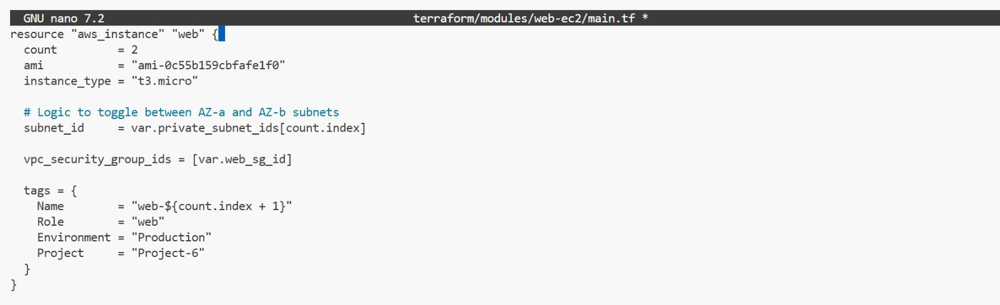 GNU nano 7.2 terraform/modules/web-ec2/main.tf *
resource "aws_instance" "web" {
  count         = 2
  ami           = "ami-0c55b159cbfafe1f0"
  instance_type = "t3.micro"

  # Logic to toggle between AZ-a and AZ-b subnets
  subnet_id     = var.private_subnet_ids[count.index]

  vpc_security_group_ids = [var.web_sg_id]

  tags = {
    Name        = "web-${count.index + 1}"
    Role        = "web"
    Environment = "Production"
    Project     = "Project-6"
  }
}